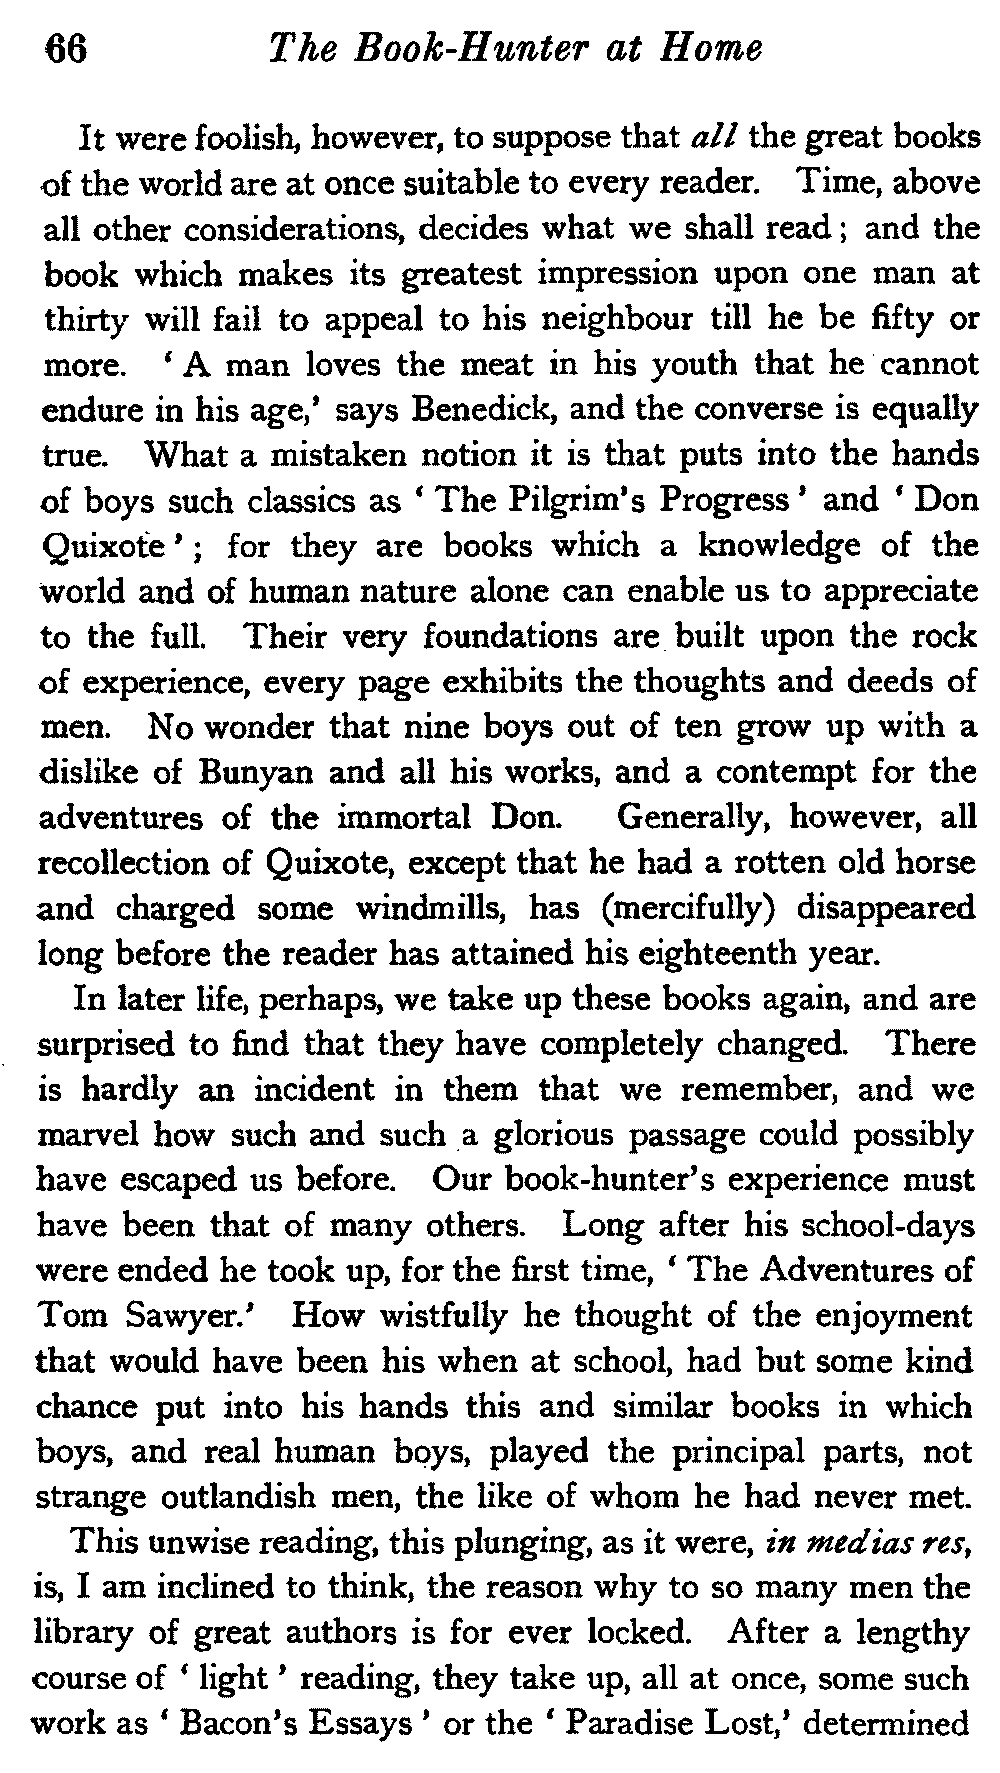 66 The Book-Hunter at Home
It were foolish, however, to suppose that all the great books
of the world are at once suitable to every reader. Time, above
all other considerations, decides what we shall read ; and the
book which makes its greatest impression upon one man at
thirty will fail to appeal to his neighbour till he be fifty or
more. ‘ A man loves the meat in his youth that he cannot
endure in his age,’ says Benedick, and the converse is equally
true. What a mistaken notion it is that puts into the hands
of boys such classics as ‘ The Pilgrim’s Progress ’ and ‘ Don
Quixote ’ ; for they are books which a knowledge of the
world and of human nature alone can enable us to appreciate
to the full. Their very foundations are built upon the rock
of experience, every page exhibits the thoughts and deeds of
men. No wonder that nine boys out of ten grow up with a
dislike of Bunyan and all his works, and a contempt for the
adventures of the immortal Don. Generally, however, all
recollection of Quixote, except that he had a rotten old horse
and charged some windmills, has (mercifully) disappeared
long before the reader has attained his eighteenth year.
In later life, perhaps, we take up these books again, and are
surprised to find that they have completely changed. There
is hardly an incident in them that we remember, and we
marvel how such and such a glorious passage could possibly
have escaped us before. Our book-hunter’s experience must
have been that of many others. Long after his school-days
were ended he took up, for the first time, ‘ The Adventures of
Tom Sawyer.’ How wistfully he thought of the enjoyment
that would have been his when at school, had but some kind
chance put into his hands this and similar books in which
boys, and real human boys, played the principal parts, not
strange outlandish men, the like of whom he had never met.
This unwise reading, this plunging, as it were, in medias res,
is, I am inclined to think, the reason why to so many men the
library of great authors is for ever locked. After a lengthy
course of ‘ light ’ reading, they take up, all at once, some such
work as ‘ Bacon’s Essays ’ or the ‘ Paradise Lost,’ determined